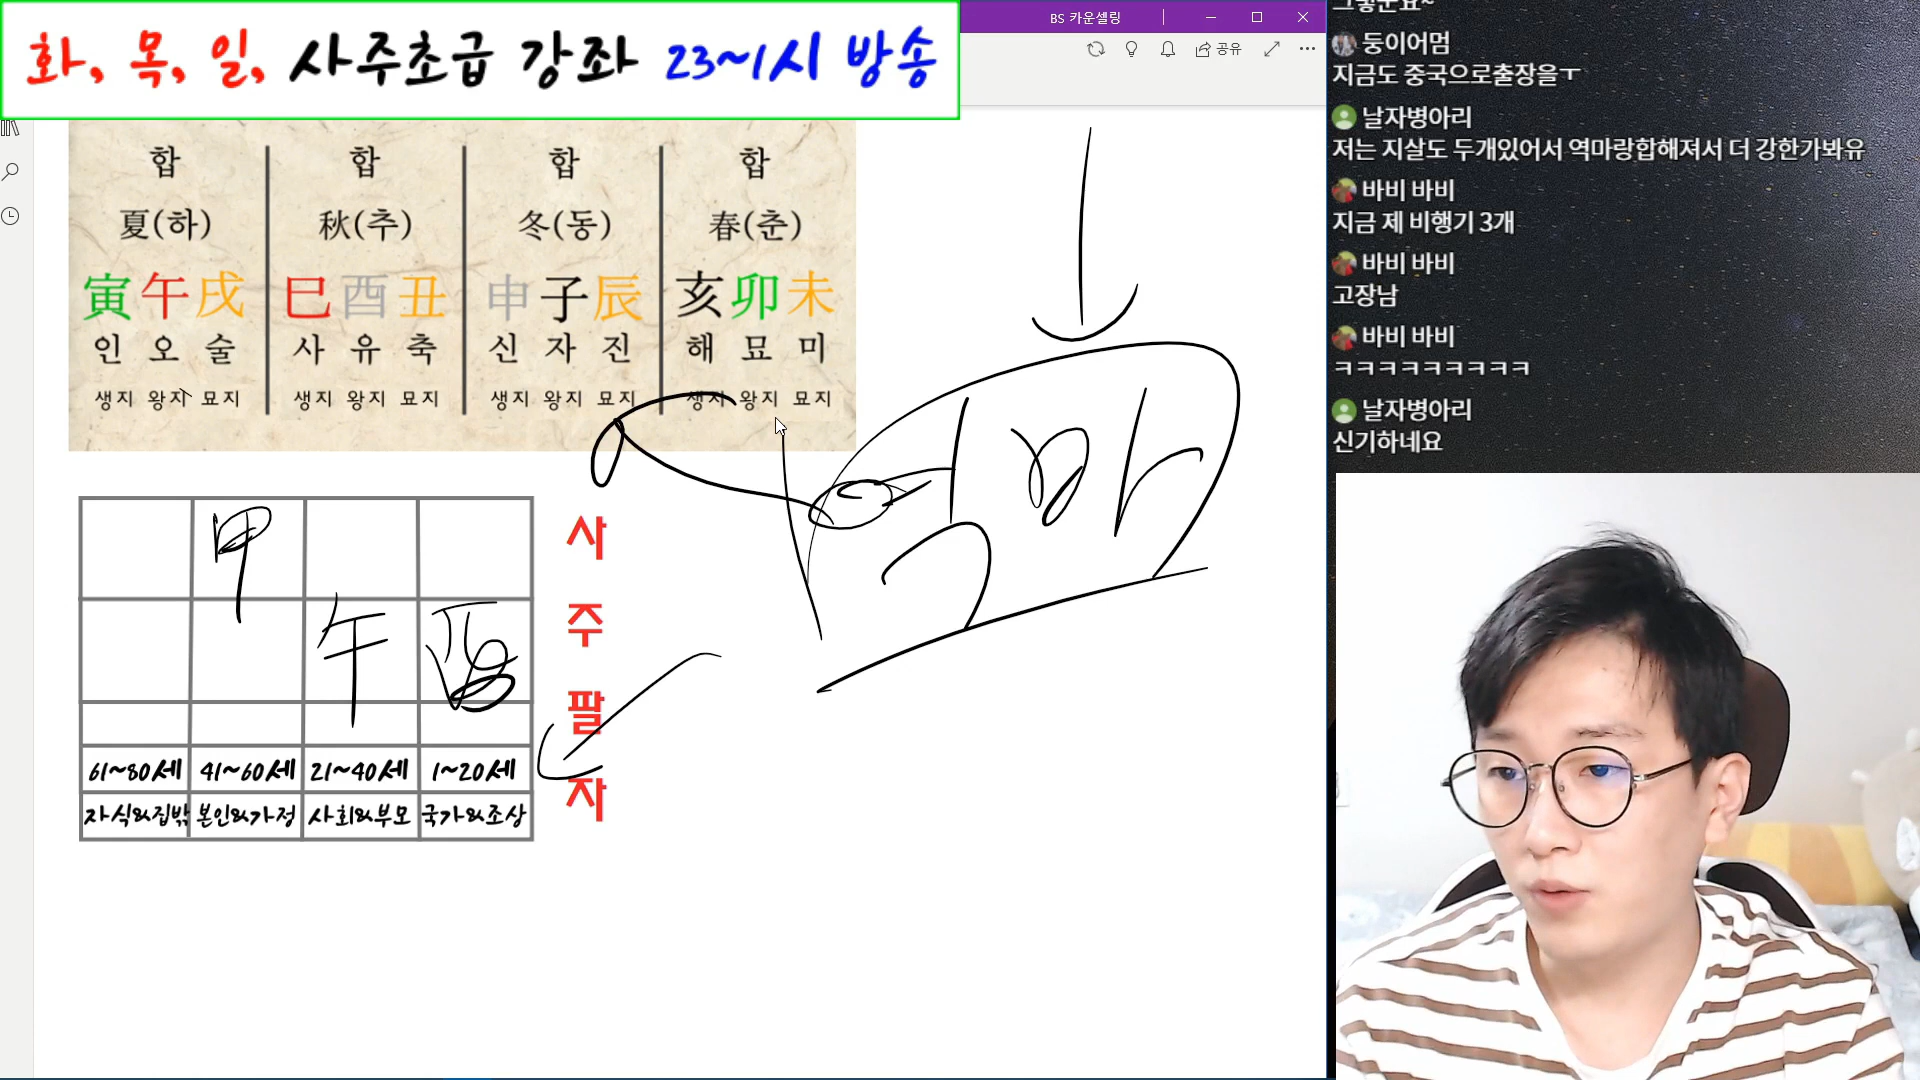 화, 목, 일, 사주초급 강좌 23~1시 방송
BS 카운셀링
공유
합 합 합 합
夏(하) 秋(추) 冬(동) 春(춘)
寅午戌 巳酉丑 申子辰 亥卯未
인 오 술 사 유 축 신 자 진 해 묘 미
생지 왕지 묘지 생지 왕지 묘지 생지 왕지 묘지 생지 왕지 묘지
역마
甲
午
61~80세 41~60세 21~40세 1~20세
자식&집밖 본인&가정 사회&부모 국가&조상
사
주
팔
자
그렇군요~
둥이어멈
지금도 중국으로출장을ㅜ
날자병아리
저는 지살도 두개있어서 역마랑합해져서 더 강한가봐유
바비 바비
지금 제 비행기 3개
바비 바비
고장남
바비 바비
ㅋㅋㅋㅋㅋㅋㅋㅋㅋ
날자병아리
신기하네요